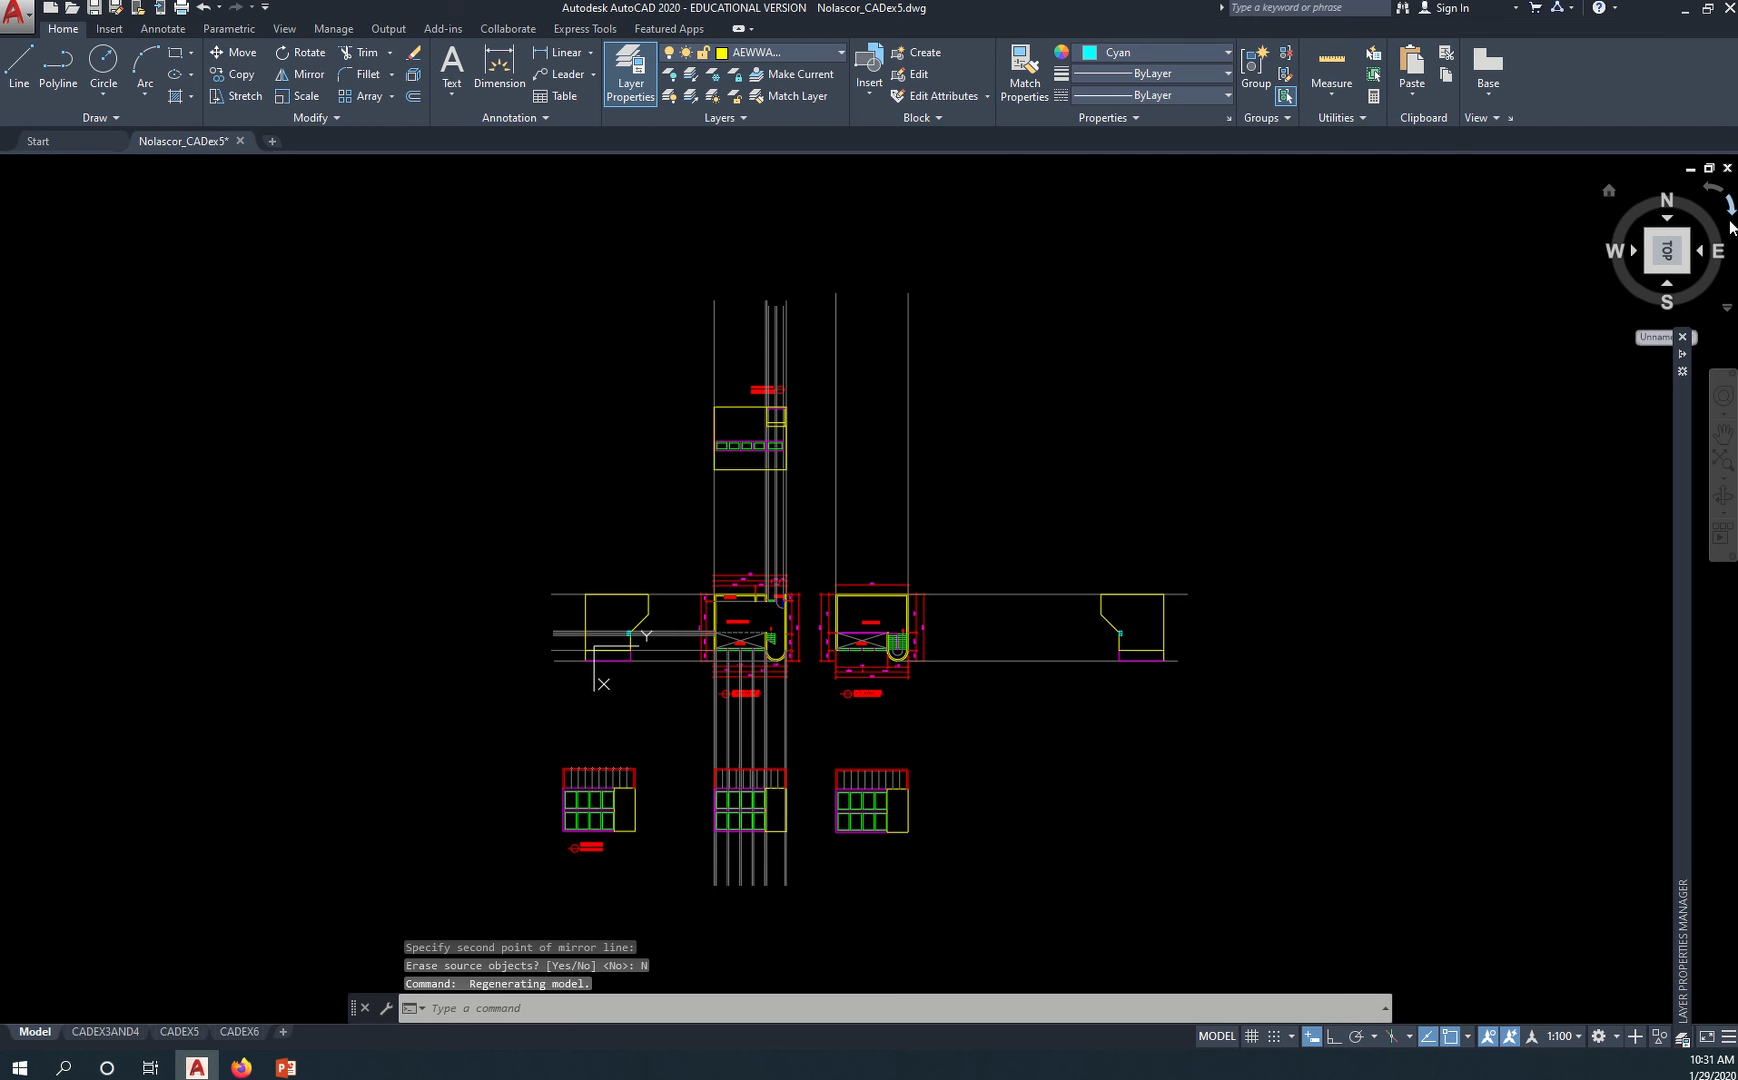 Autodesk AutoCAD 2020 - EDUCATIONAL VERSION Nolascor_CADex5.dwg
Type a keyword or phrase
Sign In
Home Insert Annotate Parametric View Manage Output Add-ins Collaborate Express Tools Featured Apps
Line Polyline Circle Arc
Move Rotate Trim
Copy Mirror Fillet
Stretch Scale Array
Text Dimension
Linear
Leader
Table
Layer Properties
AEWWA...
Make Current
Match Layer
Insert
Create
Edit
Edit Attributes
Match Properties
Cyan
ByLayer
ByLayer
Group Measure Paste Base
Draw Modify Annotation Layers Block Properties Groups Utilities Clipboard View
Start Nolascor_CADex5*
N
W TOP E
S
Unname
Y
X
Specify second point of mirror line:
Erase source objects? [Yes/No] <No>: N
Command: Regenerating model.
Type a command
LAYER PROPERTIES MANAGER
Model CADEX3AND4 CADEX5 CADEX6
MODEL 1:100
10:31 AM
1/29/2020